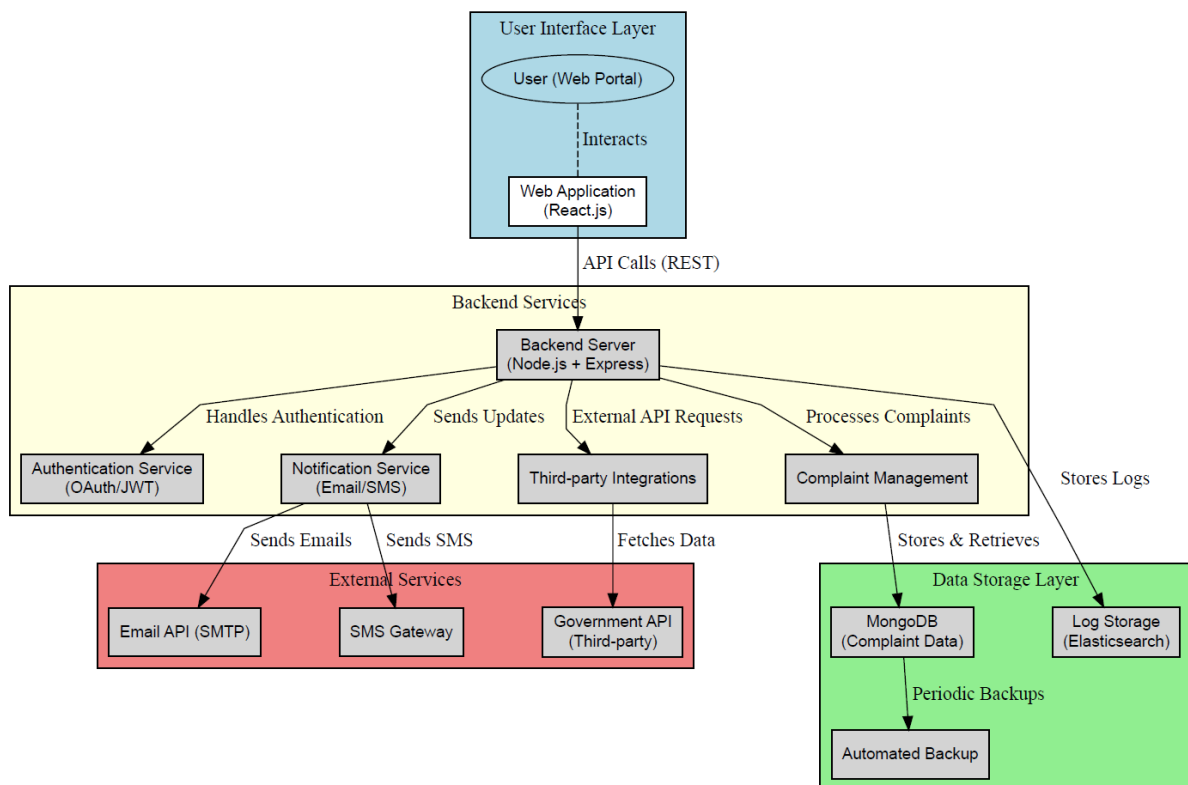 User Interface Layer
User (Web Portal)
Interacts
Web Application
(React.js)
API Calls (REST)
Backend Services
Backend Server
(Node.js + Express)
Handles Authentication
Sends Updates
External API Requests
Processes Complaints
Authentication Service
(OAuth/JWT)
Notification Service
(Email/SMS)
Third-party Integrations
Complaint Management
Stores Logs
Sends Emails
Sends SMS
Fetches Data
Stores & Retrieves
External Services
Data Storage Layer
Email API (SMTP)
SMS Gateway
Government API
(Third-party)
MongoDB
(Complaint Data)
Log Storage
(Elasticsearch)
Periodic Backups
Automated Backup